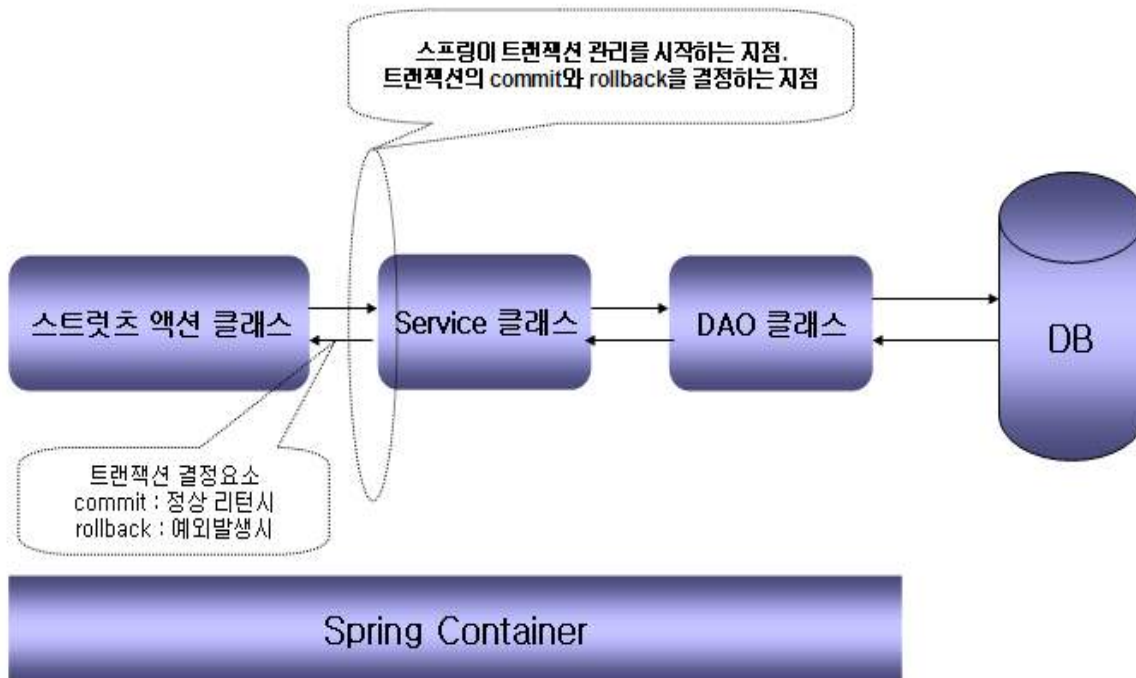 스프링이 트랜잭션 관리를 시작하는 지점.
트랜잭션의 commit와 rollback을 결정하는 지점
스트럿츠 액션 클래스
Service 클래스
DAO 클래스
DB
트랜잭션 결정요소
commit : 정상 리턴시
rollback : 예외발생시
Spring Container